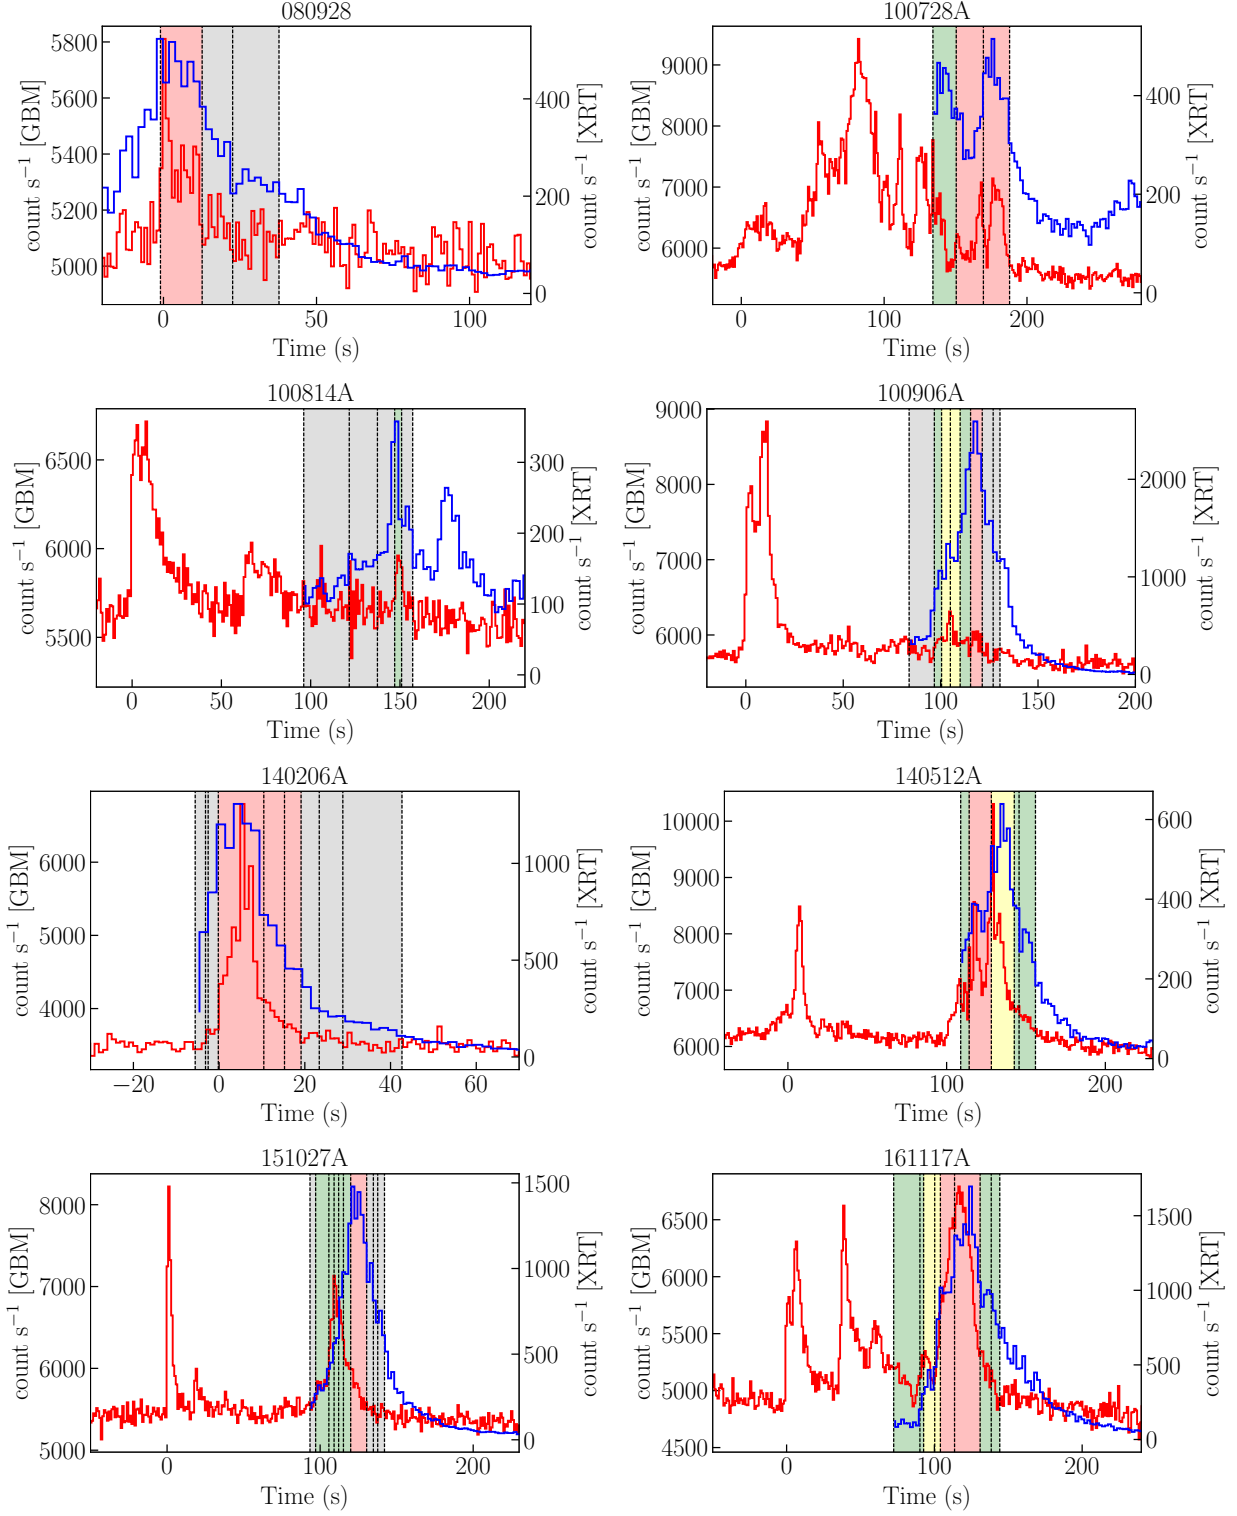 080928
5800
5600
5400
5200
5000
400
200
0
0
50
100
count s⁻¹ [GBM]
count s⁻¹ [XRT]
Time (s)
100728A
9000
8000
7000
6000
400
200
0
0
100
200
count s⁻¹ [GBM]
count s⁻¹ [XRT]
Time (s)
100814A
6500
6000
5500
300
200
100
0
0
50
100
150
200
count s⁻¹ [GBM]
count s⁻¹ [XRT]
Time (s)
100906A
9000
8000
7000
6000
2000
1000
0
0
50
100
150
200
count s⁻¹ [GBM]
count s⁻¹ [XRT]
Time (s)
140206A
6000
5000
4000
1000
500
0
−20
0
20
40
60
count s⁻¹ [GBM]
count s⁻¹ [XRT]
Time (s)
140512A
10000
9000
8000
7000
6000
600
400
200
0
0
100
200
count s⁻¹ [GBM]
count s⁻¹ [XRT]
Time (s)
151027A
8000
7000
6000
5000
1500
1000
500
0
0
100
200
count s⁻¹ [GBM]
count s⁻¹ [XRT]
Time (s)
161117A
6500
6000
5500
5000
4500
1500
1000
500
0
0
100
200
count s⁻¹ [GBM]
count s⁻¹ [XRT]
Time (s)